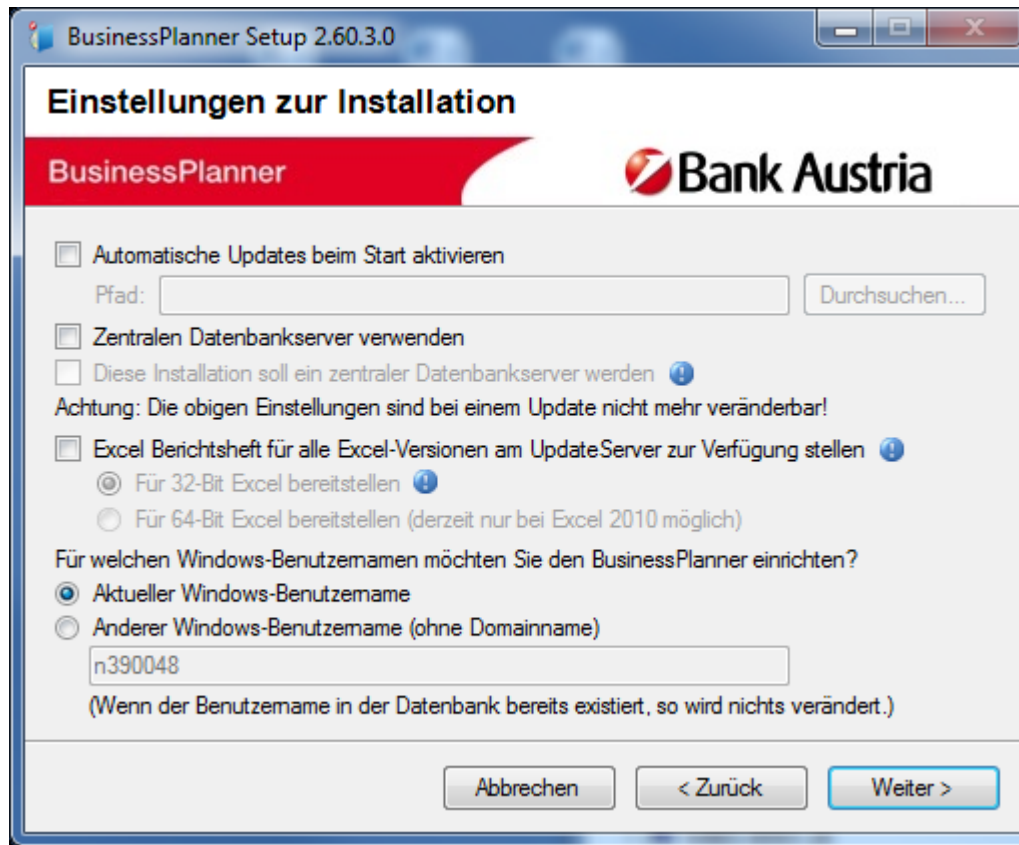 BusinessPlanner Setup 2.60.3.0
Einstellungen zur Installation
BusinessPlanner
Bank Austria
Automatische Updates beim Start aktivieren
Pfad:
Durchsuchen...
Zentralen Datenbankserver verwenden
Diese Installation soll ein zentraler Datenbankserver werden
Achtung: Die obigen Einstellungen sind bei einem Update nicht mehr veränderbar!
Excel Berichtsheft für alle Excel-Versionen am UpdateServer zur Verfügung stellen
Für 32-Bit Excel bereitstellen
Für 64-Bit Excel bereitstellen (derzeit nur bei Excel 2010 möglich)
Für welchen Windows-Benutzernamen möchten Sie den BusinessPlanner einrichten?
Aktueller Windows-Benutzername
Anderer Windows-Benutzername (ohne Domainname)
n390048
(Wenn der Benutzername in der Datenbank bereits existiert, so wird nichts verändert.)
Abbrechen
< Zurück
Weiter >